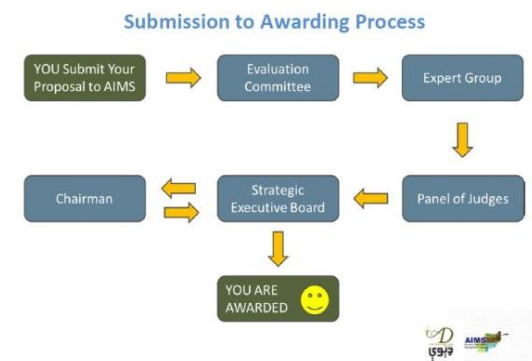 Submission to Awarding Process
YOU Submit Your
Proposal to AIMS
Evaluation
Committee
Expert Group
Chairman
Strategic
Executive Board
Panel of Judges
YOU ARE
AWARDED
AIMS